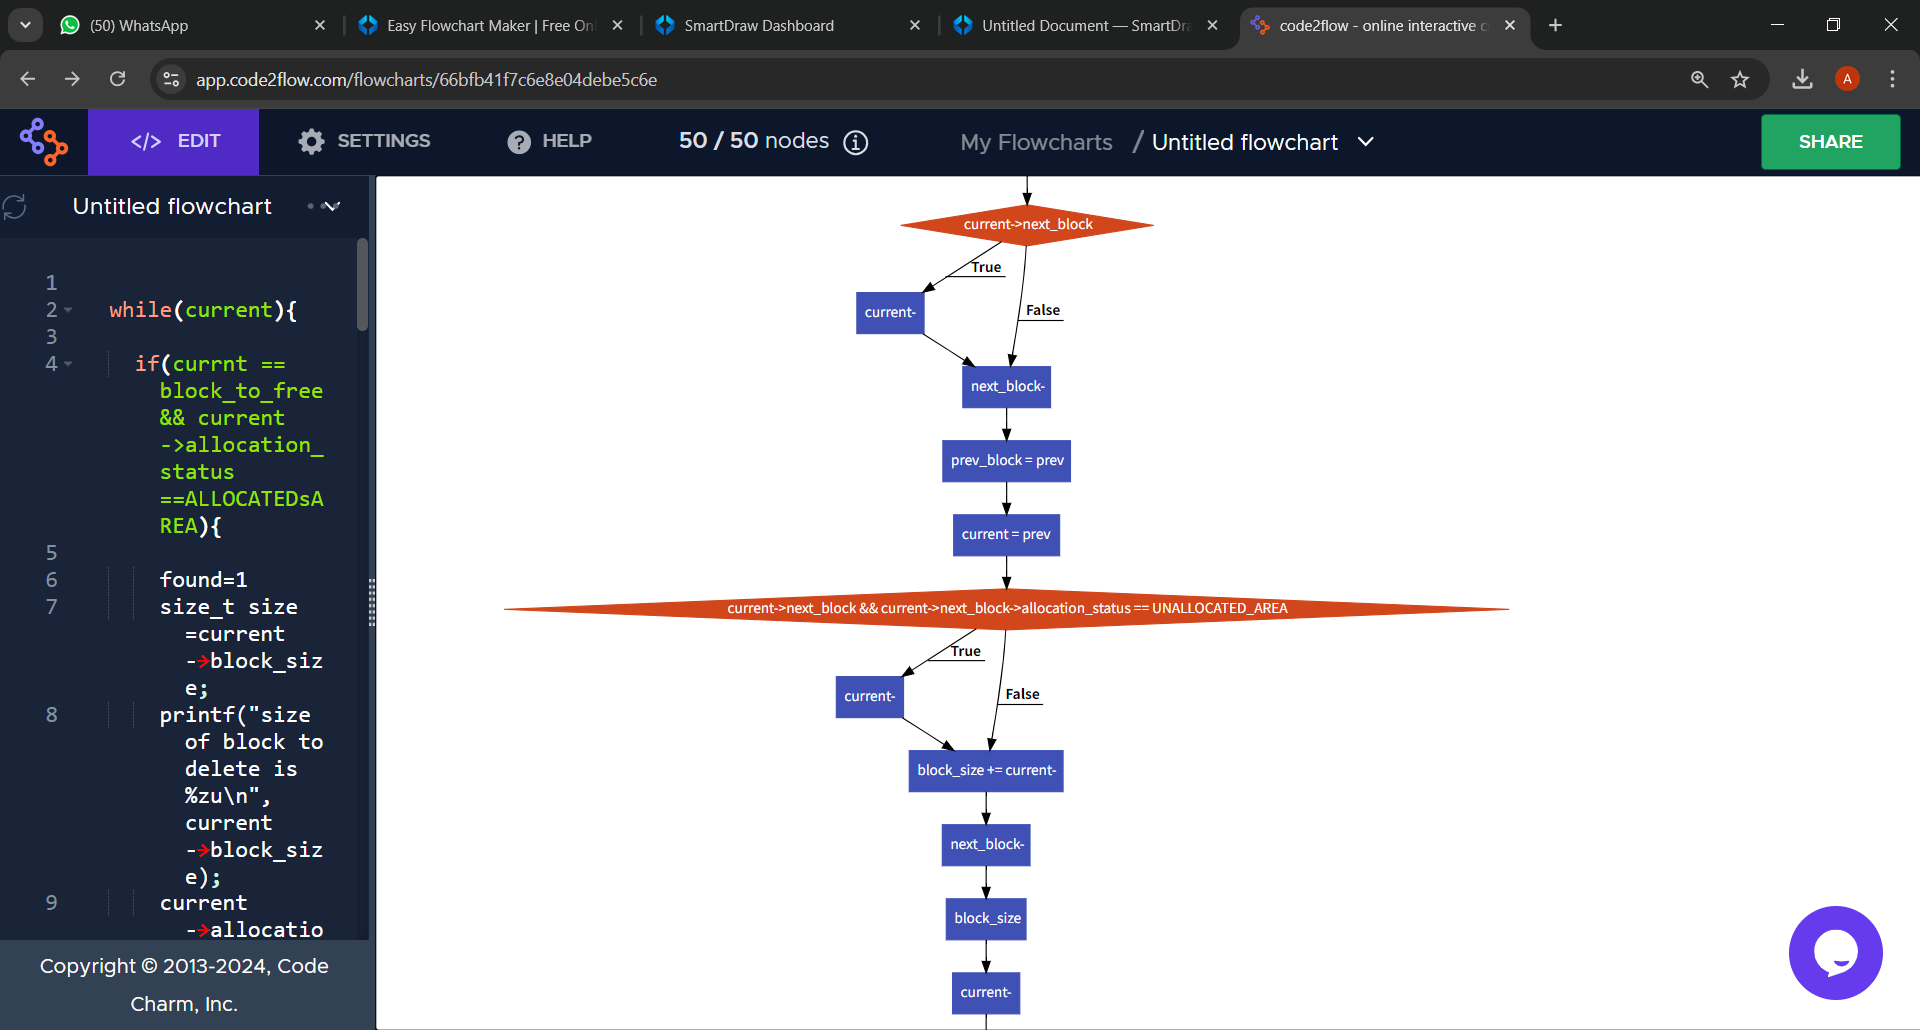 (50) WhatsApp
Easy Flowchart Maker | Free Onl
SmartDraw Dashboard
Untitled Document — SmartDra
code2flow - online interactive c
app.code2flow.com/flowcharts/66bfb41f7c6e8e04debe5c6e
A
</> EDIT
SETTINGS
HELP
50 / 50 nodes
My Flowcharts / Untitled flowchart
SHARE
Untitled flowchart
1
2 while(current){
3
4 if(currnt ==
block_to_free
&& current
->allocation_
status
==ALLOCATEDsA
REA){
5
6 found=1
7 size_t size
=current
->block_siz
e;
8 printf("size
of block to
delete is
%zu\n",
current
->block_siz
e);
9 current
->allocatio
Copyright © 2013-2024, Code
Charm, Inc.
current->next_block
True
current-
False
next_block-
prev_block = prev
current = prev
current->next_block && current->next_block->allocation_status == UNALLOCATED_AREA
True
current-
False
block_size += current-
next_block-
block_size
current-